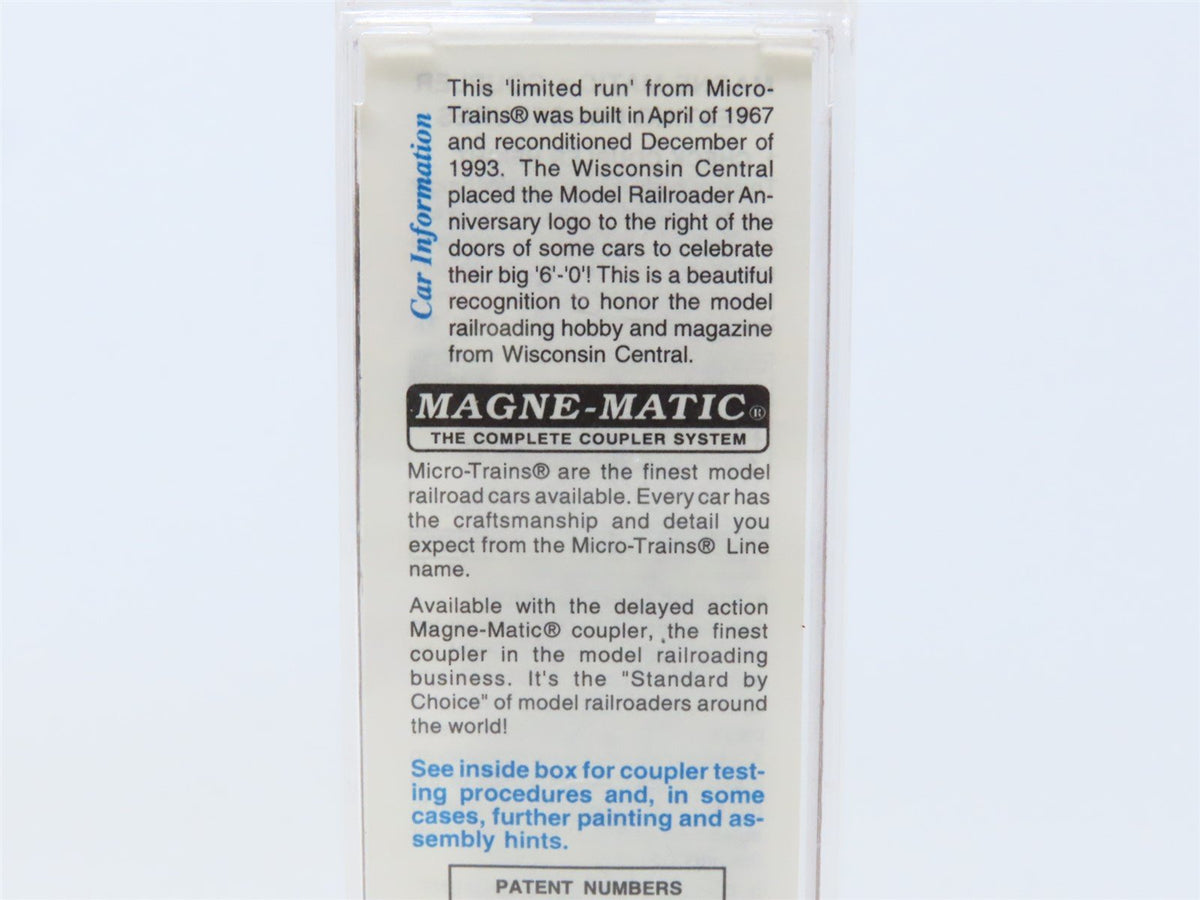 Car Information
This 'limited run' from Micro-
Trains® was built in April of 1967
and reconditioned December of
1993. The Wisconsin Central
placed the Model Railroader An-
niversary logo to the right of the
doors of some cars to celebrate
their big '6'-'0'! This is a beautiful
recognition to honor the model
railroading hobby and magazine
from Wisconsin Central.
MAGNE-MATIC®
THE COMPLETE COUPLER SYSTEM
Micro-Trains® are the finest model
railroad cars available. Every car has
the craftsmanship and detail you
expect from the Micro-Trains® Line
name.
Available with the delayed action
Magne-Matic® coupler, the finest
coupler in the model railroading
business. It's the "Standard by
Choice" of model railroaders around
the world!
See inside box for coupler test-
ing procedures and, in some
cases, further painting and as-
sembly hints.
PATENT NUMBERS